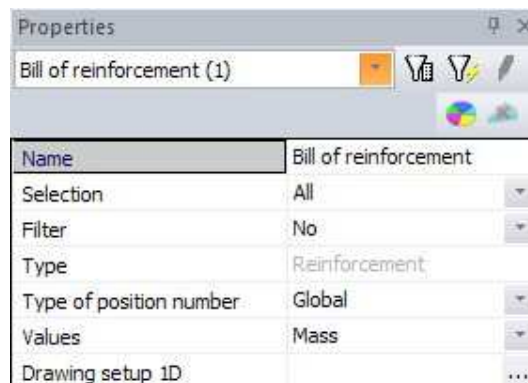 Properties
Bill of reinforcement (1)
Name Bill of reinforcement
Selection All
Filter No
Type Reinforcement
Type of position number Global
Values Mass
Drawing setup 1D ...